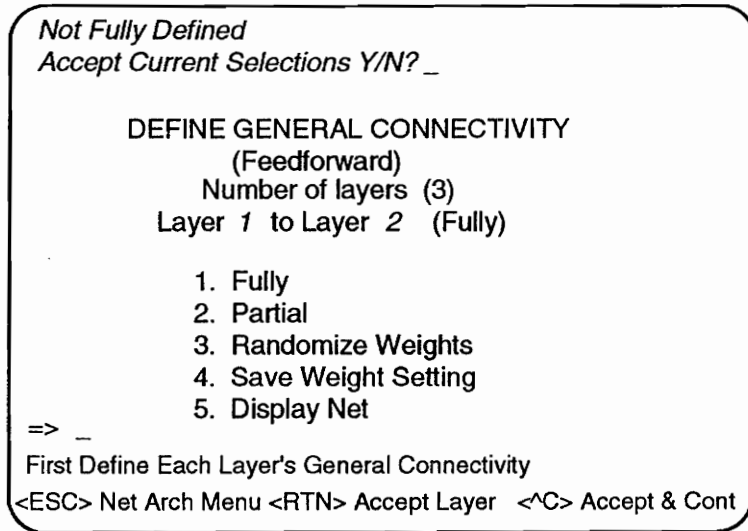 Not Fully Defined
Accept Current Selections Y/N? _
DEFINE GENERAL CONNECTIVITY
(Feedforward)
Number of layers (3)
Layer 1 to Layer 2 (Fully)
1. Fully
2. Partial
3. Randomize Weights
4. Save Weight Setting
5. Display Net
=> _
First Define Each Layer's General Connectivity
<ESC> Net Arch Menu <RTN> Accept Layer <^C> Accept & Cont